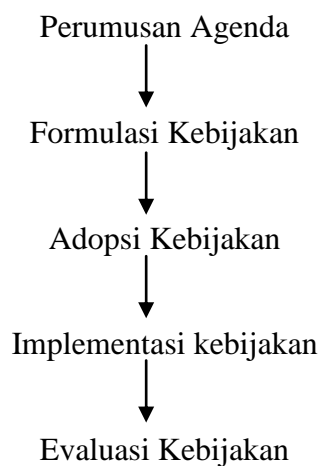 Perumusan Agenda
Formulasi Kebijakan
Adopsi Kebijakan
Implementasi kebijakan
Evaluasi Kebijakan